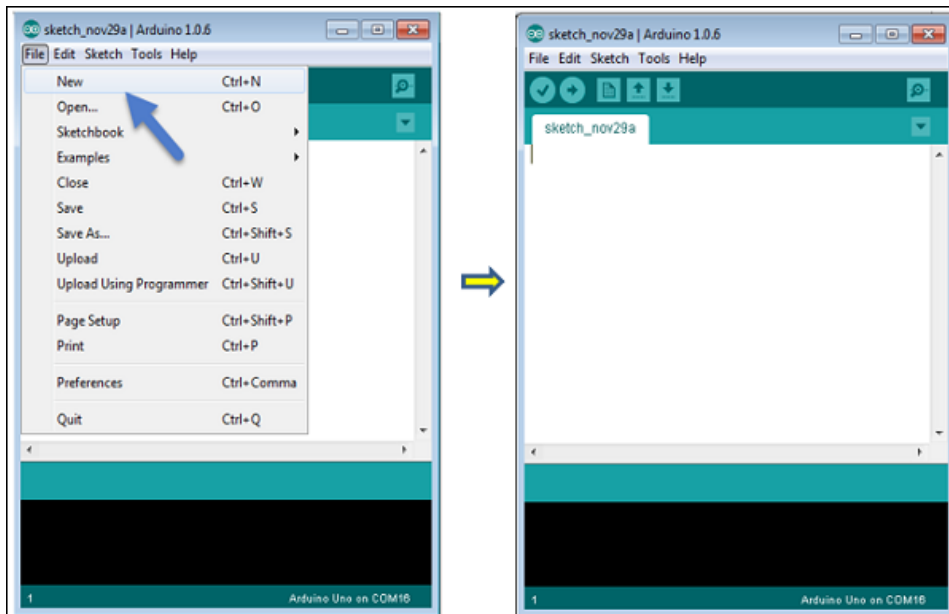 sketch_nov29a | Arduino 1.0.6
File Edit Sketch Tools Help
New Ctrl+N
Open... Ctrl+O
Sketchbook
Examples
Close Ctrl+W
Save Ctrl+S
Save As... Ctrl+Shift+S
Upload Ctrl+U
Upload Using Programmer Ctrl+Shift+U
Page Setup Ctrl+Shift+P
Print Ctrl+P
Preferences Ctrl+Comma
Quit Ctrl+Q
1 Arduino Uno on COM16
sketch_nov29a | Arduino 1.0.6
File Edit Sketch Tools Help
sketch_nov29a
1 Arduino Uno on COM16